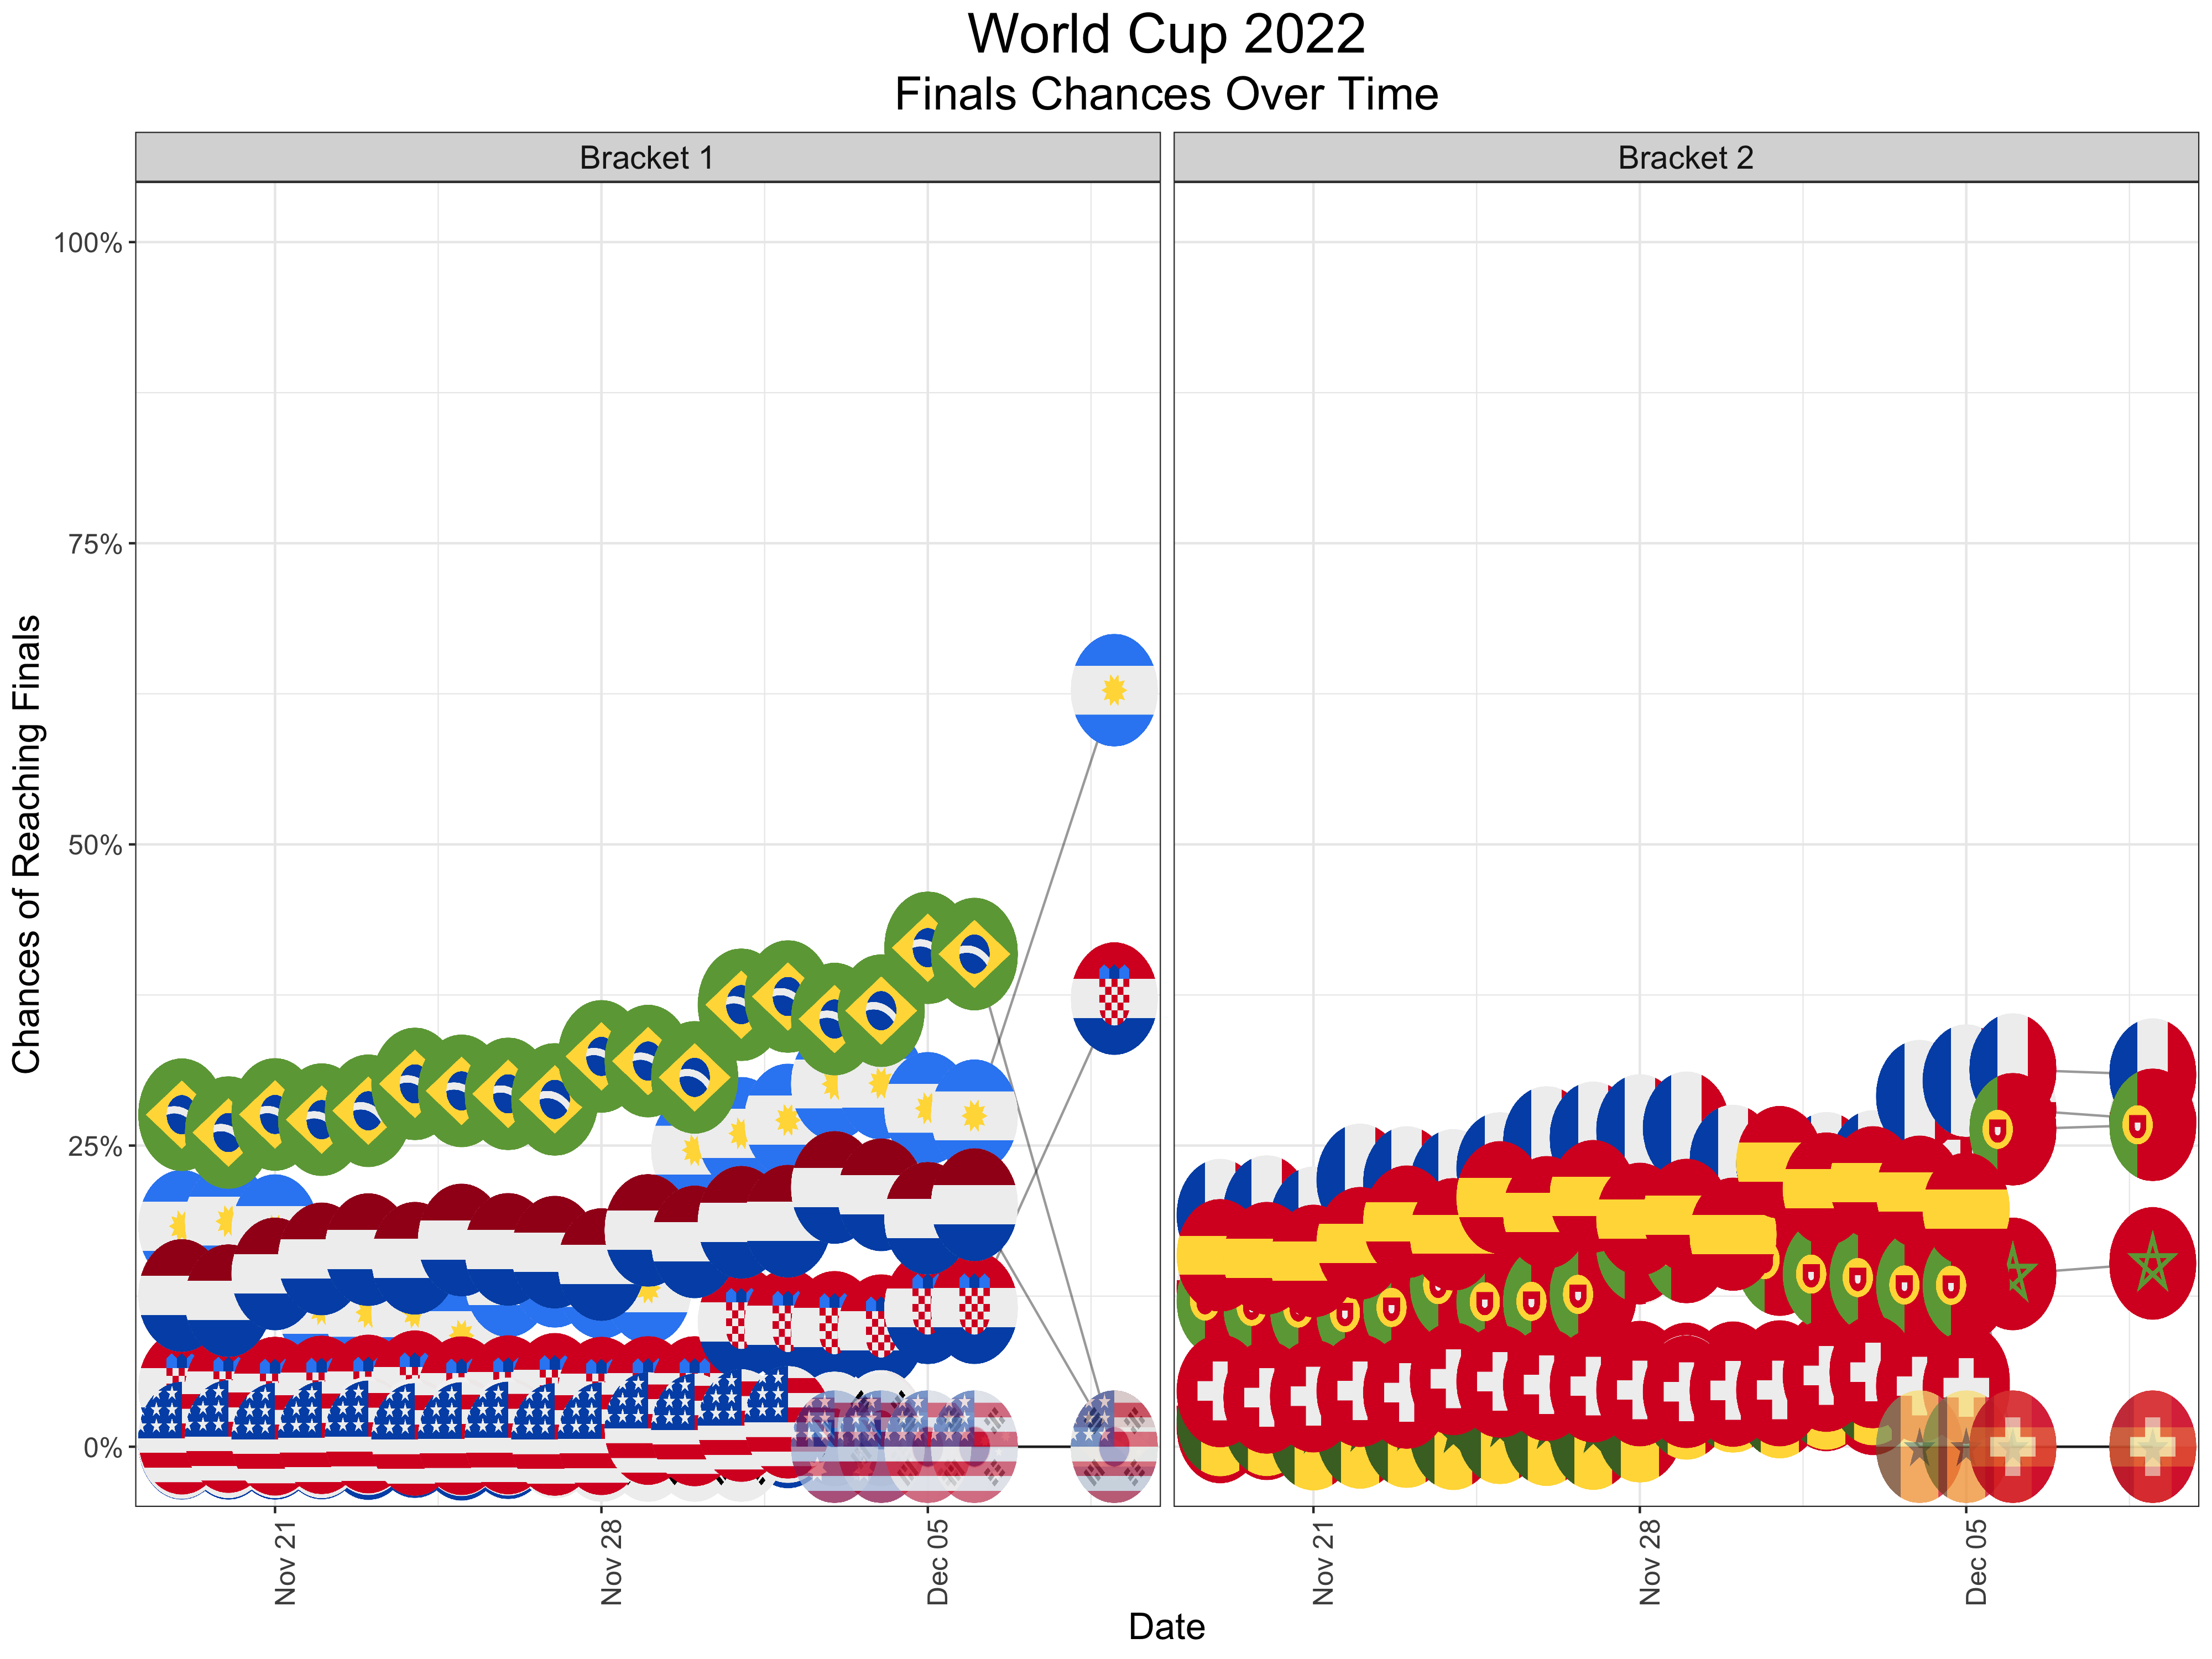 World Cup 2022
Finals Chances Over Time
Bracket 1
Bracket 2
Chances of Reaching Finals
100%
75%
50%
25%
0%
Nov 21
Nov 28
Dec 05
Nov 21
Nov 28
Dec 05
Date